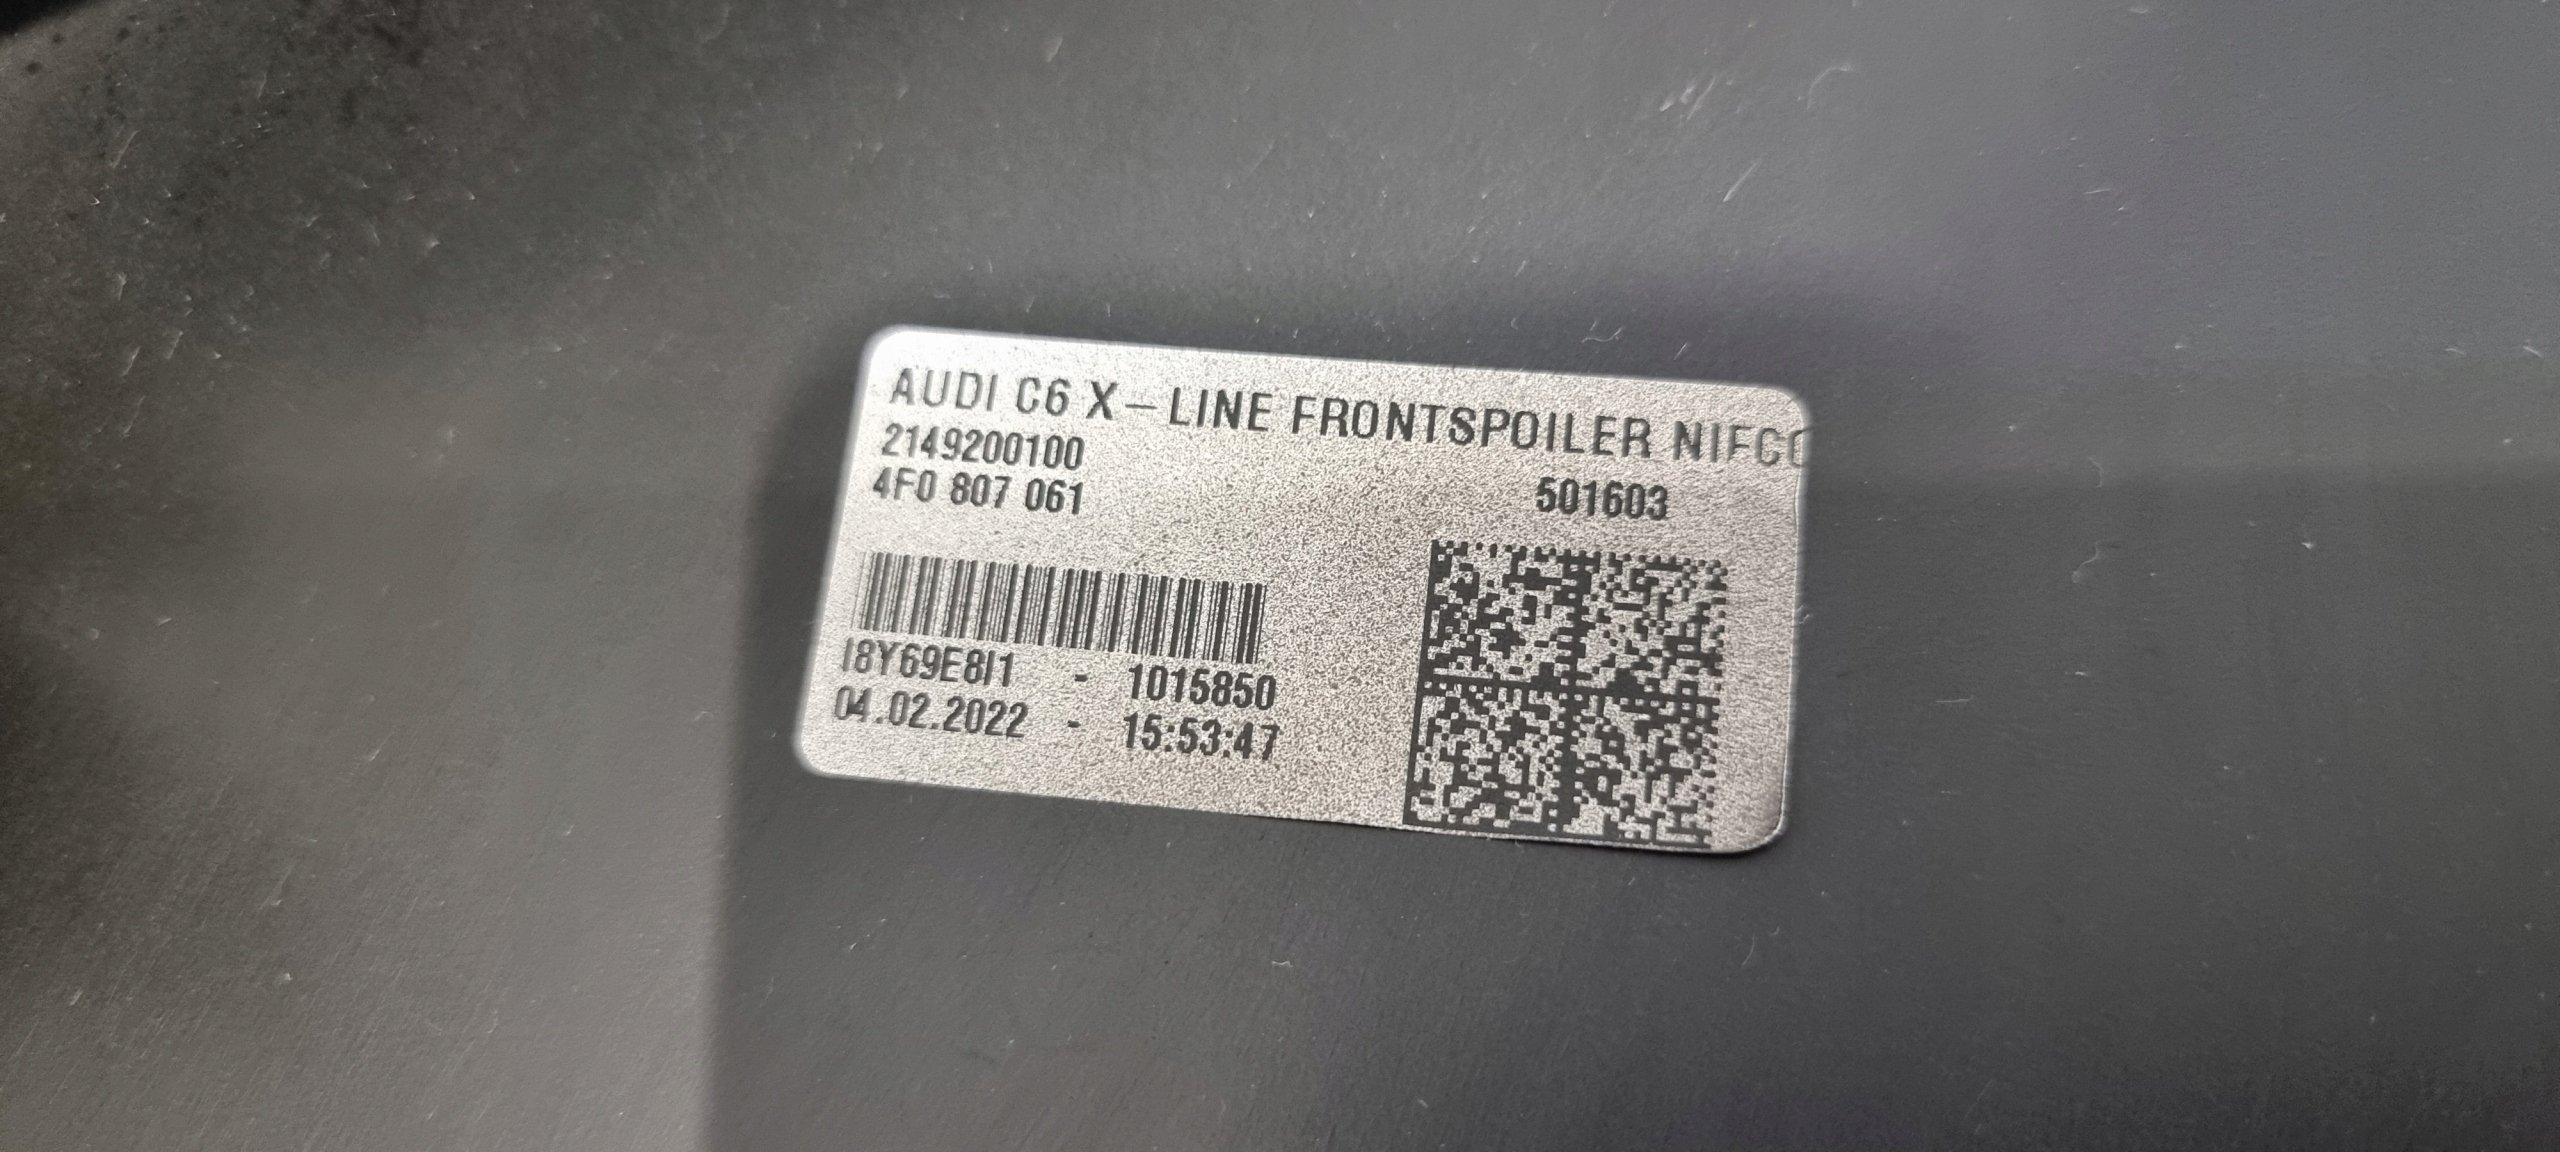 AUDI C6 X-LINE FRONTSPOILER NIFCO
2149200100
4F0 807 061 501603
I8Y69E8I1 - 1015850
04.02.2022 - 15:53:47